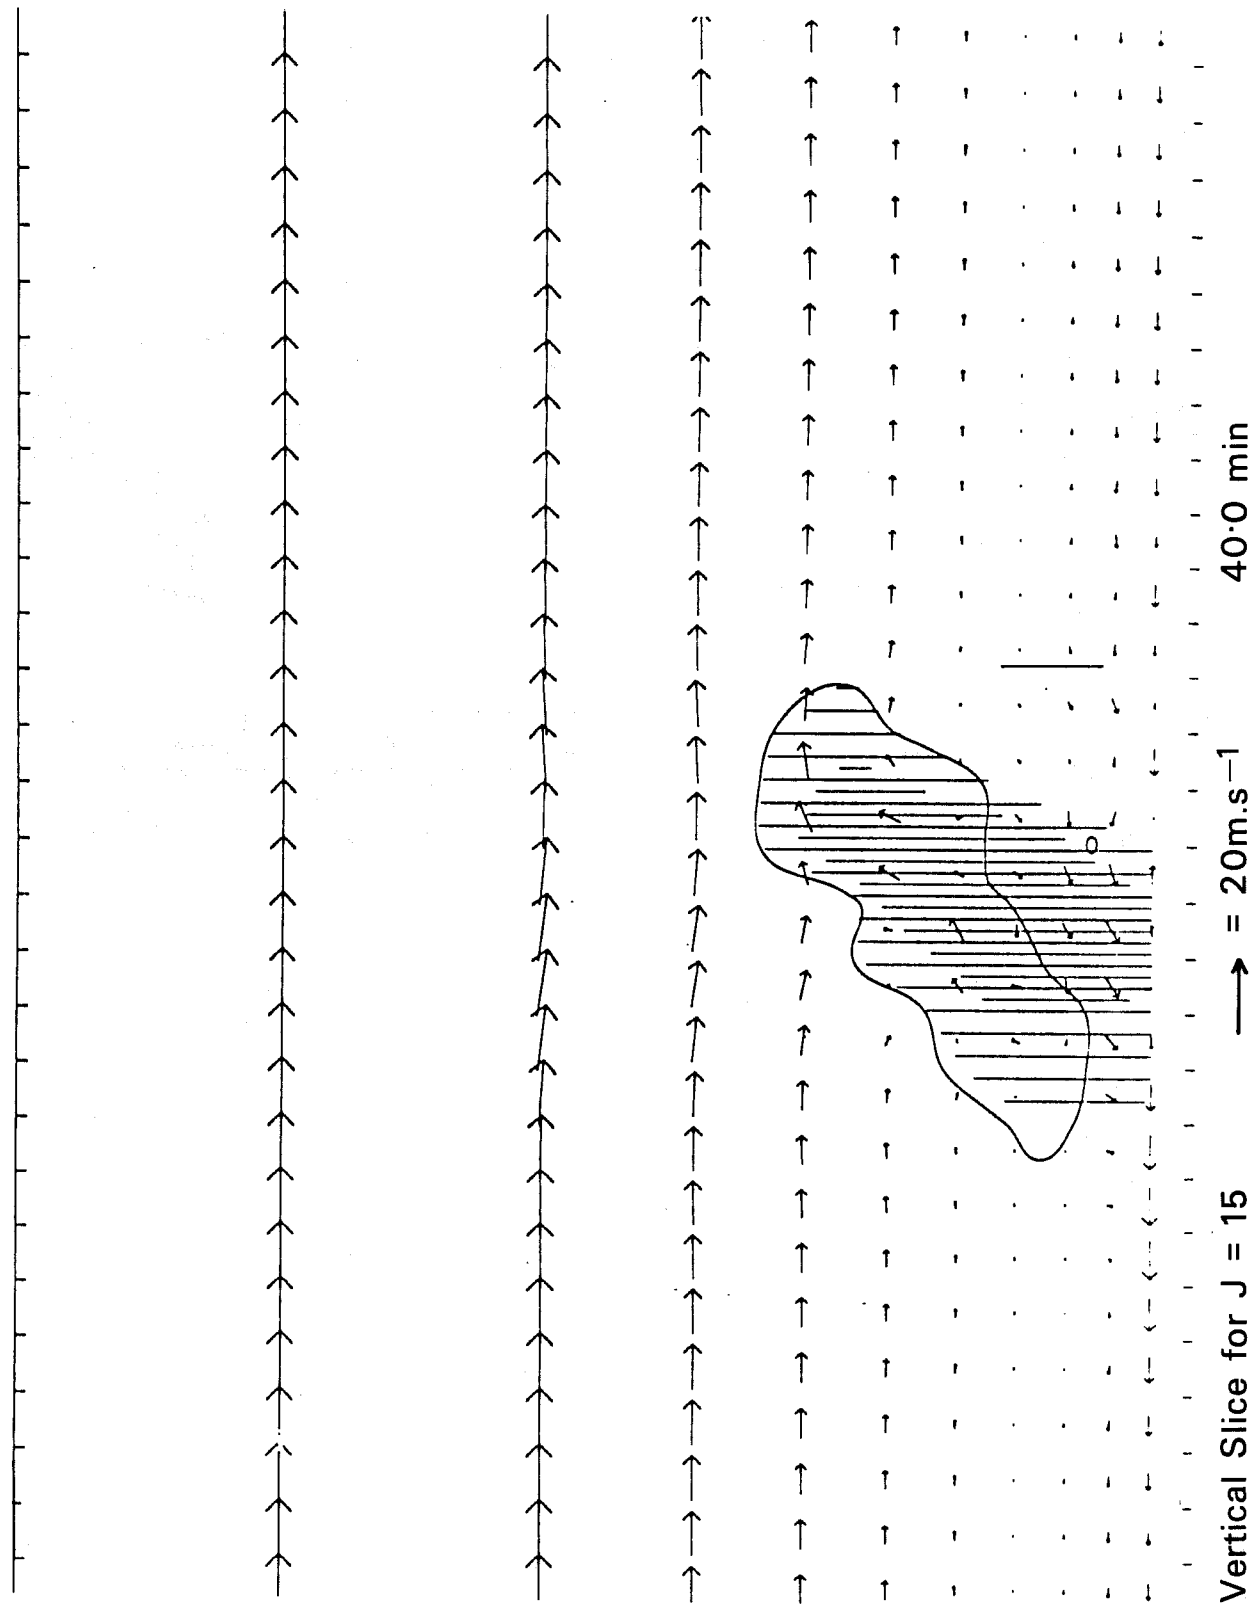 Vertical Slice for J = 15 → = 20m.s⁻¹ 40·0 min
0